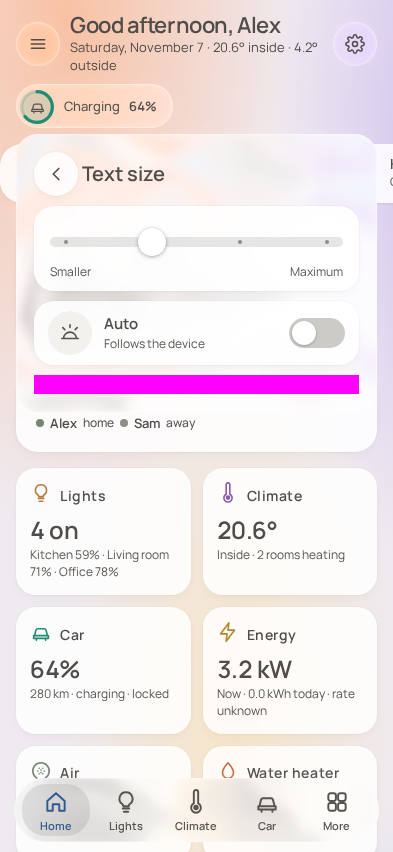 Good afternoon, Alex
Saturday, November 7 · 20.6° inside · 4.2°
outside
Charging 64%
Text size
Smaller
Maximum
Auto
Follows the device
Alex home Sam away
Lights
4 on
Kitchen 59% · Living room
71% · Office 78%
Climate
20.6°
Inside · 2 rooms heating
Car
64%
280 km · charging · locked
Energy
3.2 kW
Now · 0.0 kWh today · rate
unknown
Air
Water heater
Home
Lights
Climate
Car
More